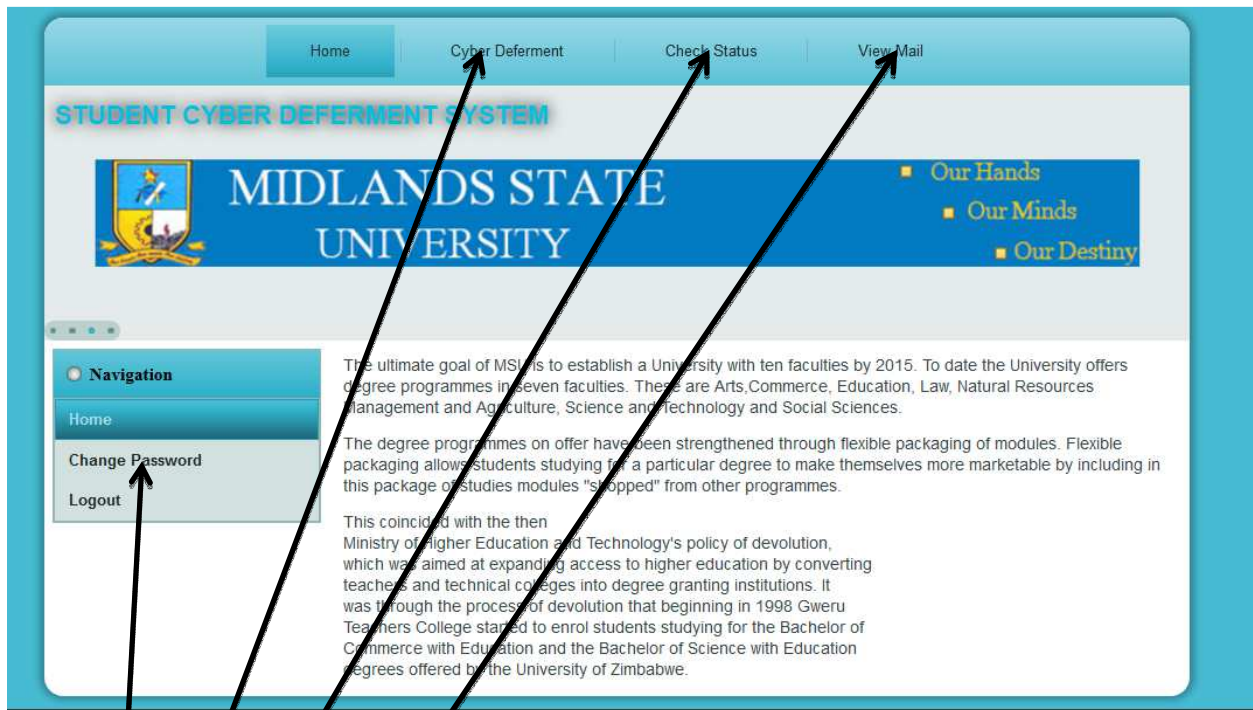 Home Cyber Deferment Check Status View Mail
STUDENT CYBER DEFERMENT SYSTEM
MIDLANDS STATE
UNIVERSITY
Our Hands
Our Minds
Our Destiny
Navigation
Home
Change Password
Logout
The ultimate goal of MSU is to establish a University with ten faculties by 2015. To date the University offers
degree programmes in seven faculties. These are Arts,Commerce, Education, Law, Natural Resources
Management and Agriculture, Science and Technology and Social Sciences.
The degree programmes on offer have been strengthened through flexible packaging of modules. Flexible
packaging allows students studying for a particular degree to make themselves more marketable by including in
this package of studies modules "shopped" from other programmes.
This coincided with the then
Ministry of Higher Education and Technology's policy of devolution,
which was aimed at expanding access to higher education by converting
teachers and technical colleges into degree granting institutions. It
was through the process of devolution that beginning in 1998 Gweru
Teachers College started to enrol students studying for the Bachelor of
Commerce with Education and the Bachelor of Science with Education
degrees offered by the University of Zimbabwe.